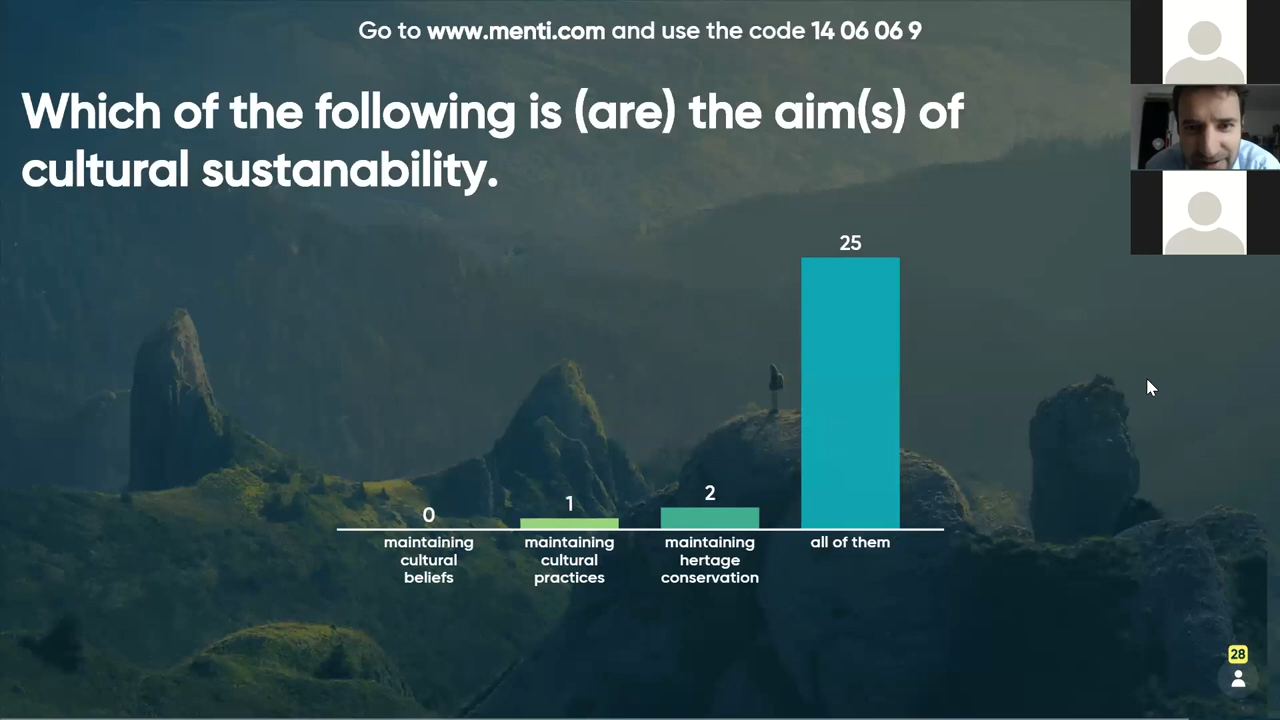 Go to www.menti.com and use the code 14 06 06 9
Which of the following is (are) the aim(s) of
cultural sustanability.
25
2
1
0
maintaining
cultural
beliefs
maintaining
cultural
practices
maintaining
hertage
conservation
all of them
28